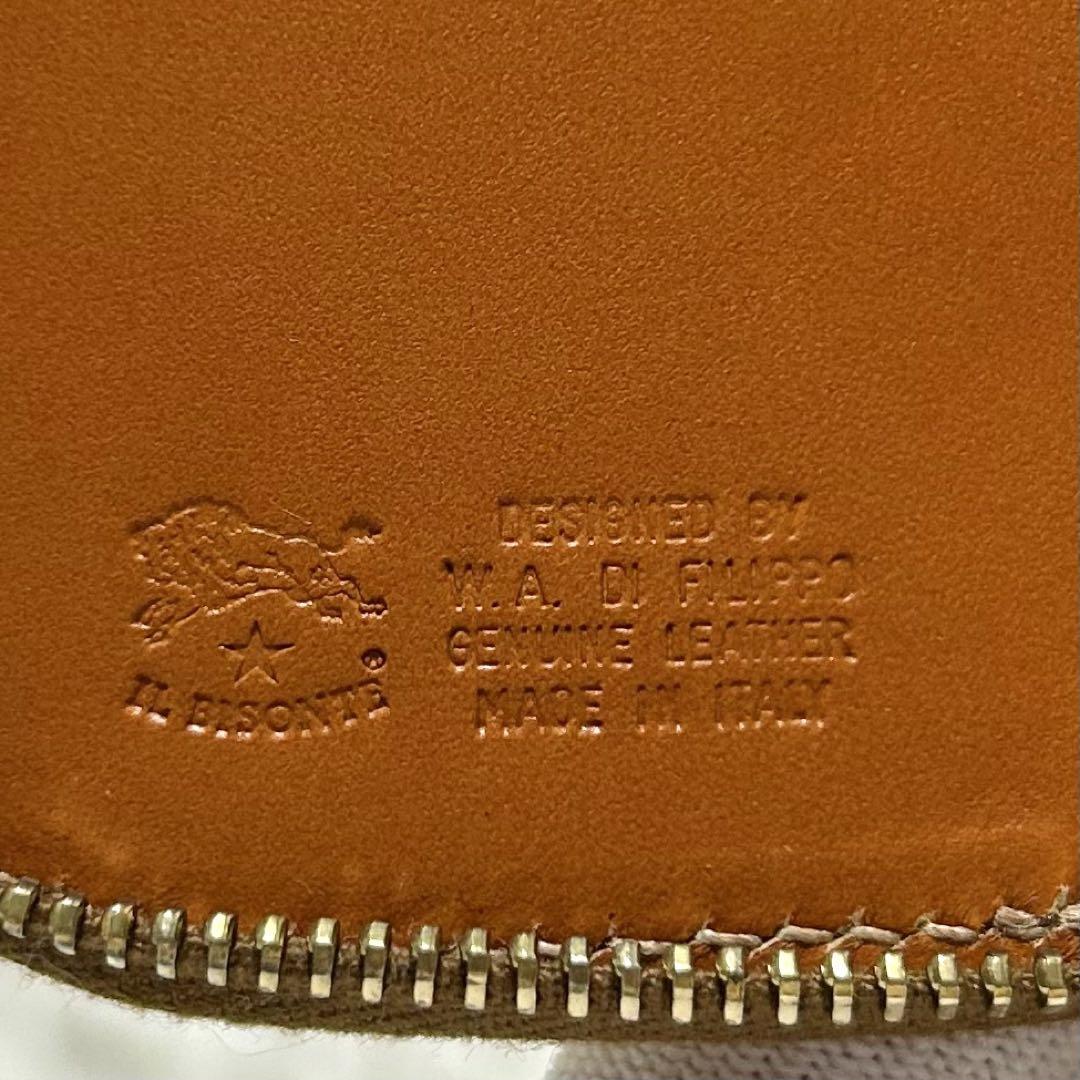 IL BISONTE®
DESIGNED BY
W.A. DI FILIPPO
GENUINE LEATHER
MADE IN ITALY